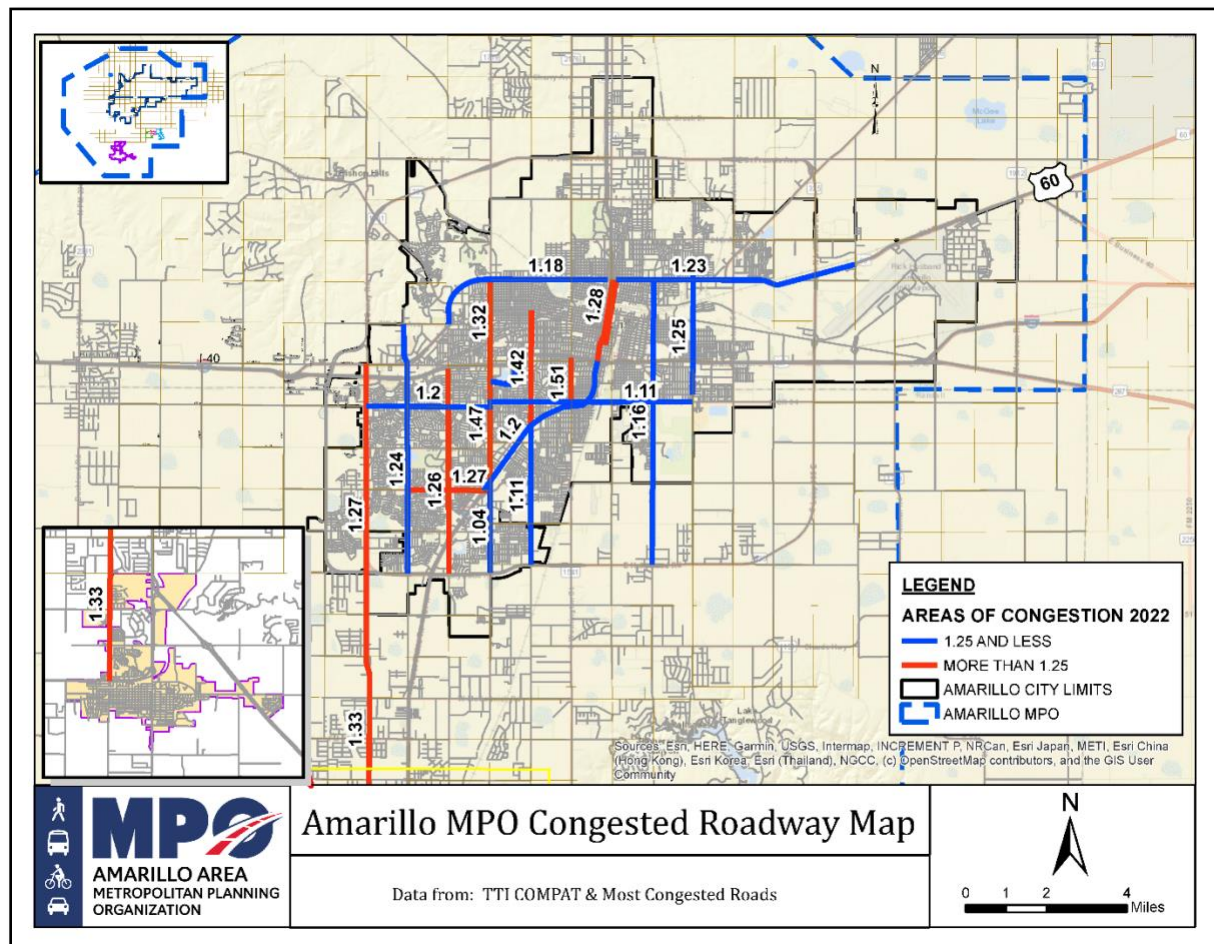 N
60
60
1.18
1.23
1.28
1.32
1.42
1.25
I-40
1.51
1.2
1.11
1.47
1.2
1.16
1.24
1.26
1.27
1.27
1.11
1.04
1.33
1.33
Lake
Tanglewood
LEGEND
AREAS OF CONGESTION 2022
1.25 AND LESS
MORE THAN 1.25
AMARILLO CITY LIMITS
AMARILLO MPO
Sources: Esri, HERE, Garmin, USGS, Intermap, INCREMENT P, NRCan, Esri Japan, METI, Esri China
(Hong Kong), Esri Korea, Esri (Thailand), NGCC, (c) OpenStreetMap contributors, and the GIS User
Community
MPO
AMARILLO AREA
METROPOLITAN PLANNING
ORGANIZATION
Amarillo MPO Congested Roadway Map
Data from: TTI COMPAT & Most Congested Roads
N
0 1 2 4
Miles